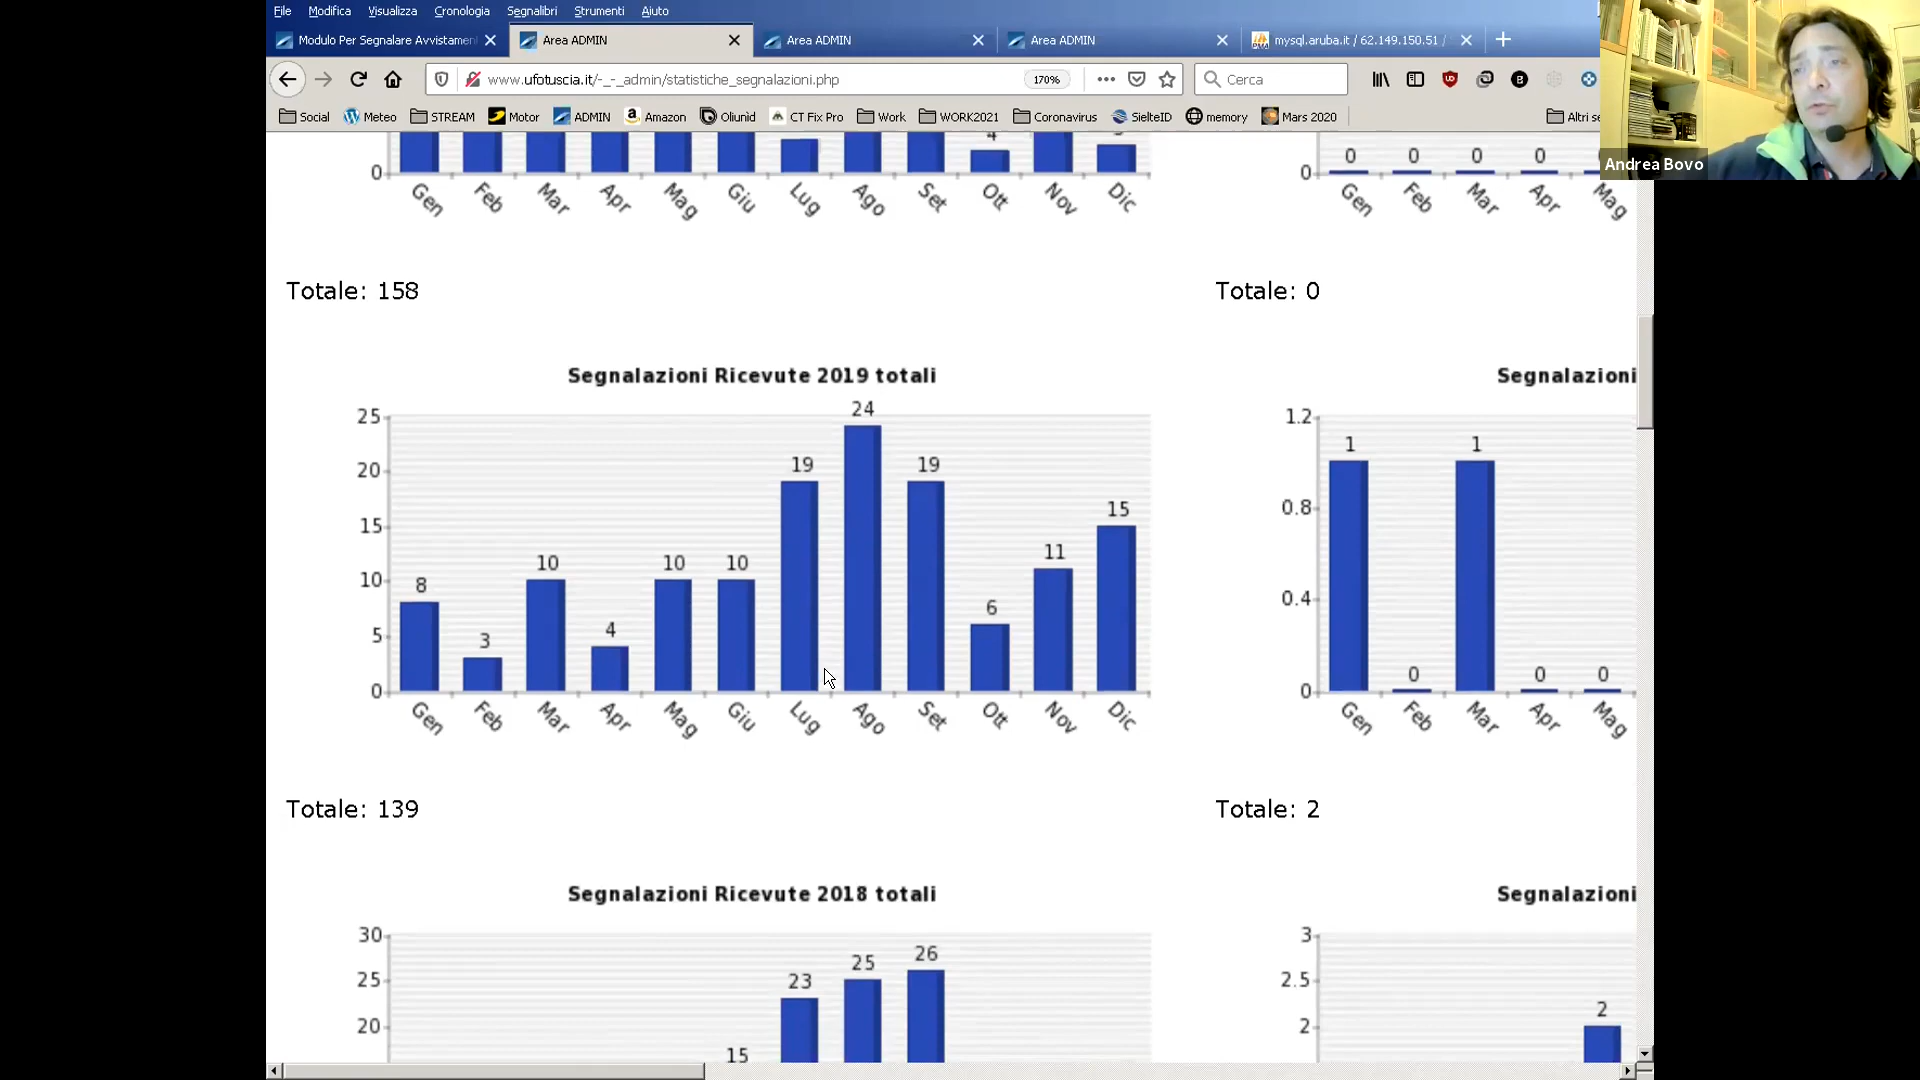 File Modifica Visualizza Cronologia Segnalibri Strumenti Aiuto
Modulo Per Segnalare Avvistamen Area ADMIN Area ADMIN Area ADMIN mysql.aruba.it / 62.149.150.51 /
www.ufotuscia.it/-_-_admin/statistiche_segnalazioni.php 170% Cerca
Social Meteo STREAM Motor ADMIN Amazon Oliunìd CT Fix Pro Work WORK2021 Coronavirus SielteID memory Mars 2020 Altri se
Andrea Bovo
4
0
Gen Feb Mar Apr Mag Giu Lug Ago Set Ott Nov Dic
0 0 0 0
0
Gen Feb Mar Apr Mag
Totale: 158
Totale: 0
Segnalazioni Ricevute 2019 totali
25
20
15
10
5
0
8 3 10 4 10 10 19 24 19 6 11 15
Gen Feb Mar Apr Mag Giu Lug Ago Set Ott Nov Dic
Segnalazioni
1.2
0.8
0.4
0
1 0 1 0 0
Gen Feb Mar Apr Mag
Totale: 139
Totale: 2
Segnalazioni Ricevute 2018 totali
30
25
20
15 23 25 26
Segnalazioni
3
2.5
2
2